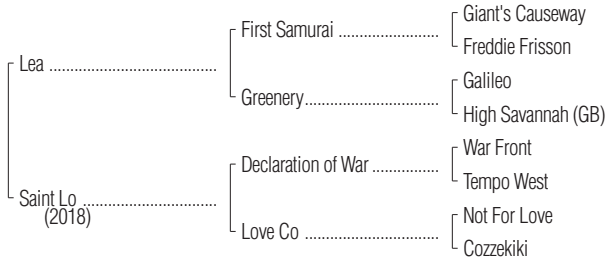 Giant's Causeway
First Samurai ........................
Freddie Frisson
Lea ........................................
Galileo
Greenery................................
High Savannah (GB)
War Front
Declaration of War ................
Tempo West
Saint Lo ................................
(2018)
Not For Love
Love Co ................................
Cozzekiki